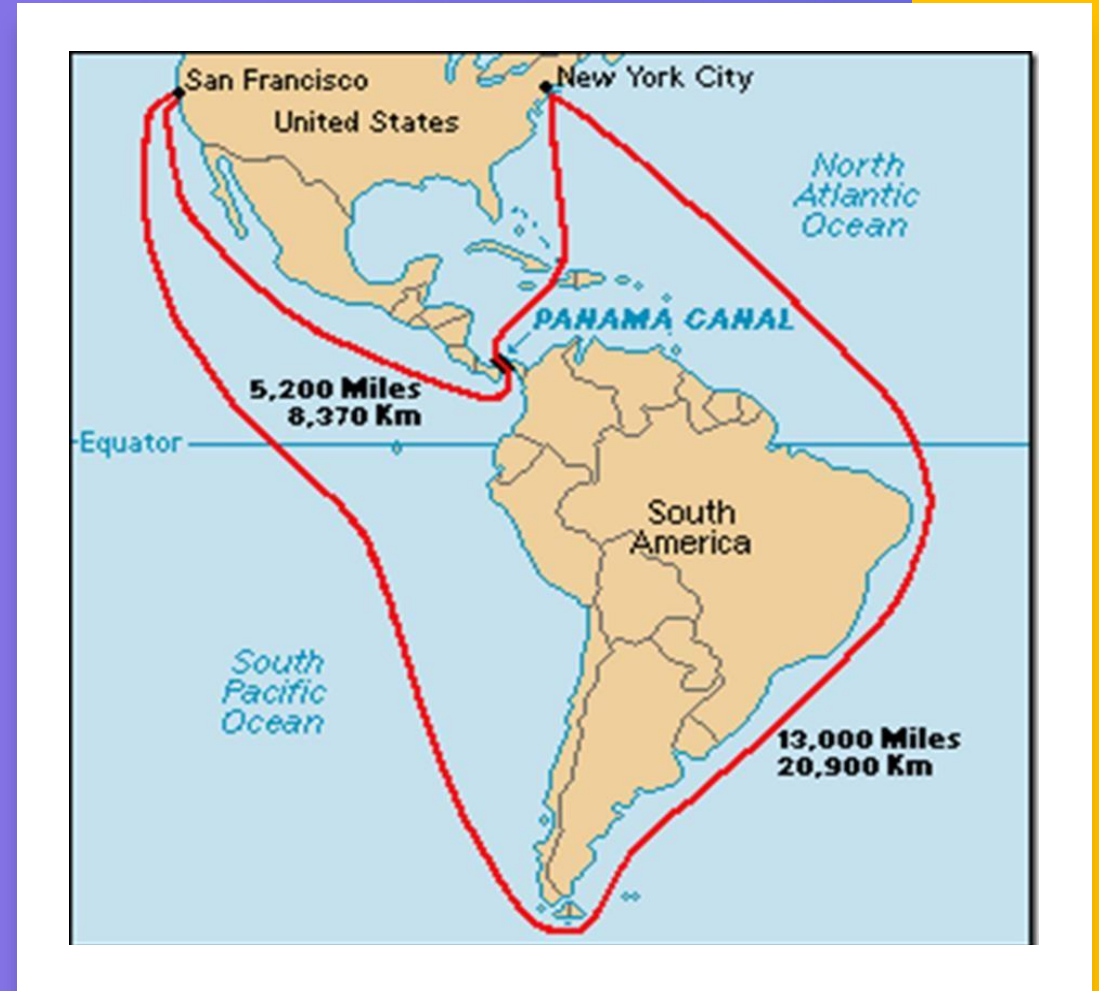 San Francisco
New York City
United States
North
Atlantic
Ocean
PANAMA CANAL
5,200 Miles
8,370 Km
Equator
South
America
South
Pacific
Ocean
13,000 Miles
20,900 Km